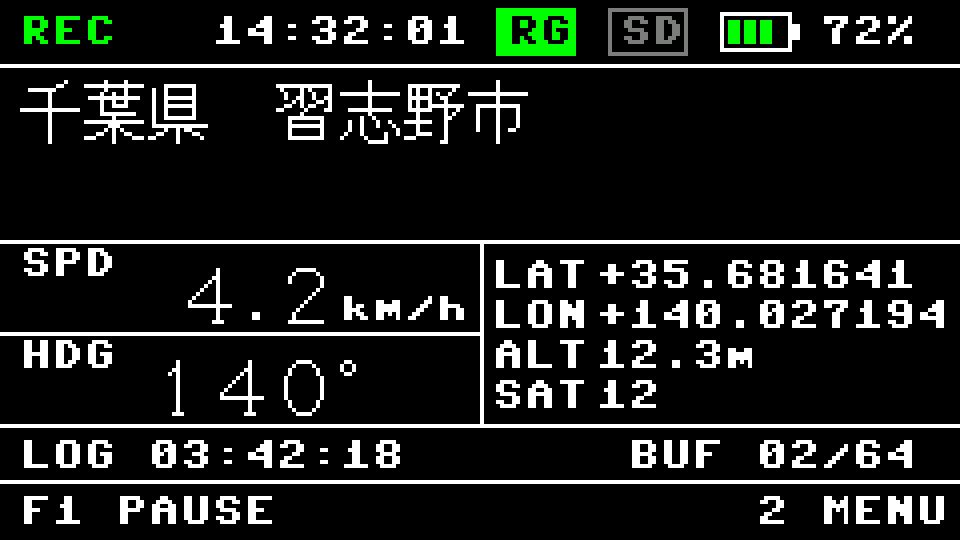 REC 14:32:01 RG SD 72%
千葉県　習志野市
SPD 4.2km/h
HDG 140°
LAT +35.681641
LON +140.027194
ALT 12.3m
SAT 12
LOG 03:42:18 BUF 02/64
F1 PAUSE 2 MENU